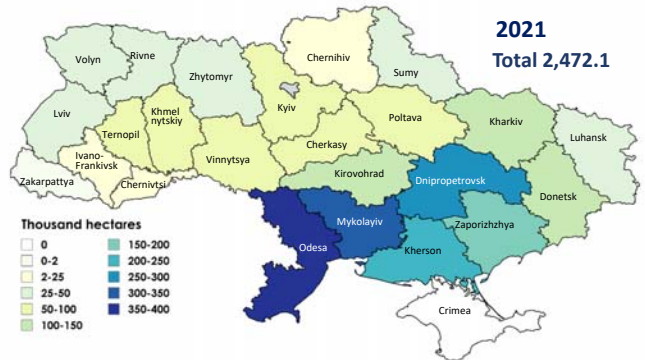 2021
Total 2,472.1
Chernihiv
Volyn
Rivne
Zhytomyr
Sumy
Kyiv
Lviv
Khmel
nytskiy
Ternopil
Poltava
Kharkiv
Luhansk
Cherkasy
Ivano-
Frankivsk
Vinnytsya
Zakarpattya
Chernivtsi
Kirovohrad
Dnipropetrovsk
Donetsk
Mykolayiv
Zaporizhzhya
Odesa
Kherson
Crimea
Thousand hectares
0
0-2
2-25
25-50
50-100
100-150
150-200
200-250
250-300
300-350
350-400